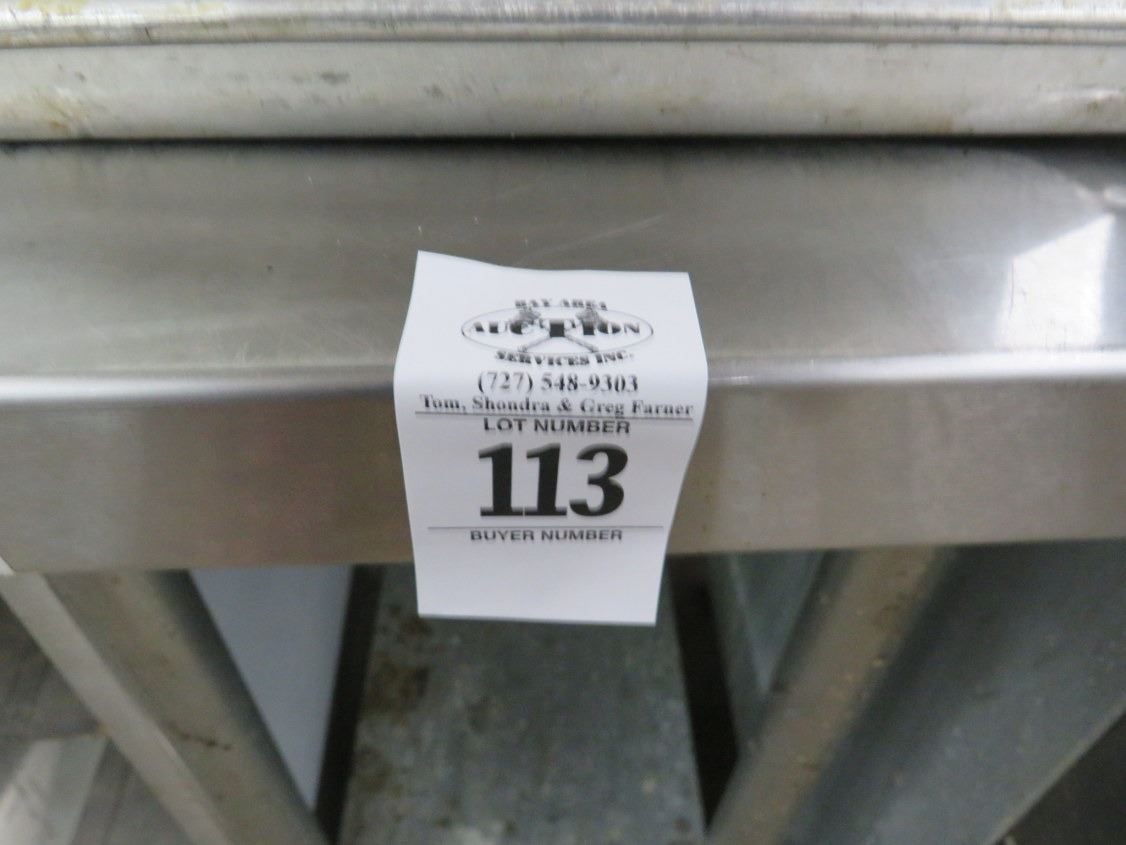 BAY AREA
AUCTION
SERVICES INC.
(727) 548-9303
Tom, Shondra & Greg Farner
LOT NUMBER
113
BUYER NUMBER